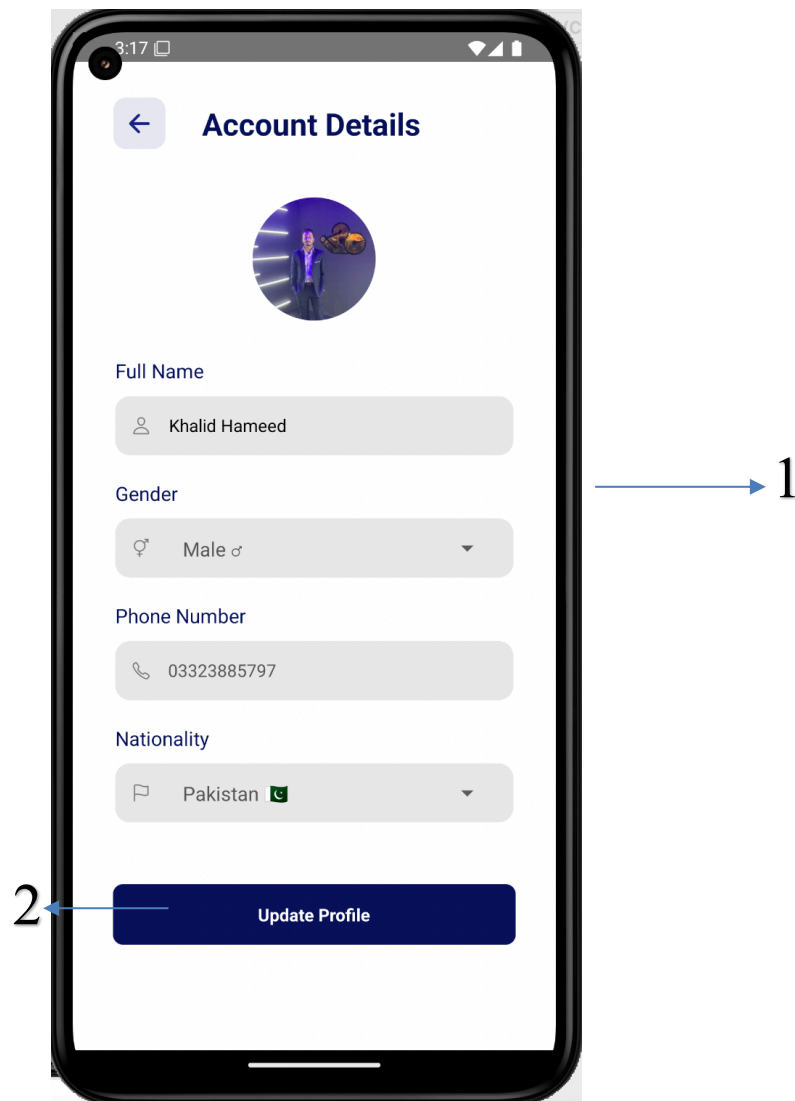 3:17
Account Details
Full Name
Khalid Hameed
Gender
Male ♂
1
Phone Number
03323885797
Nationality
Pakistan 🇵🇰
2
Update Profile